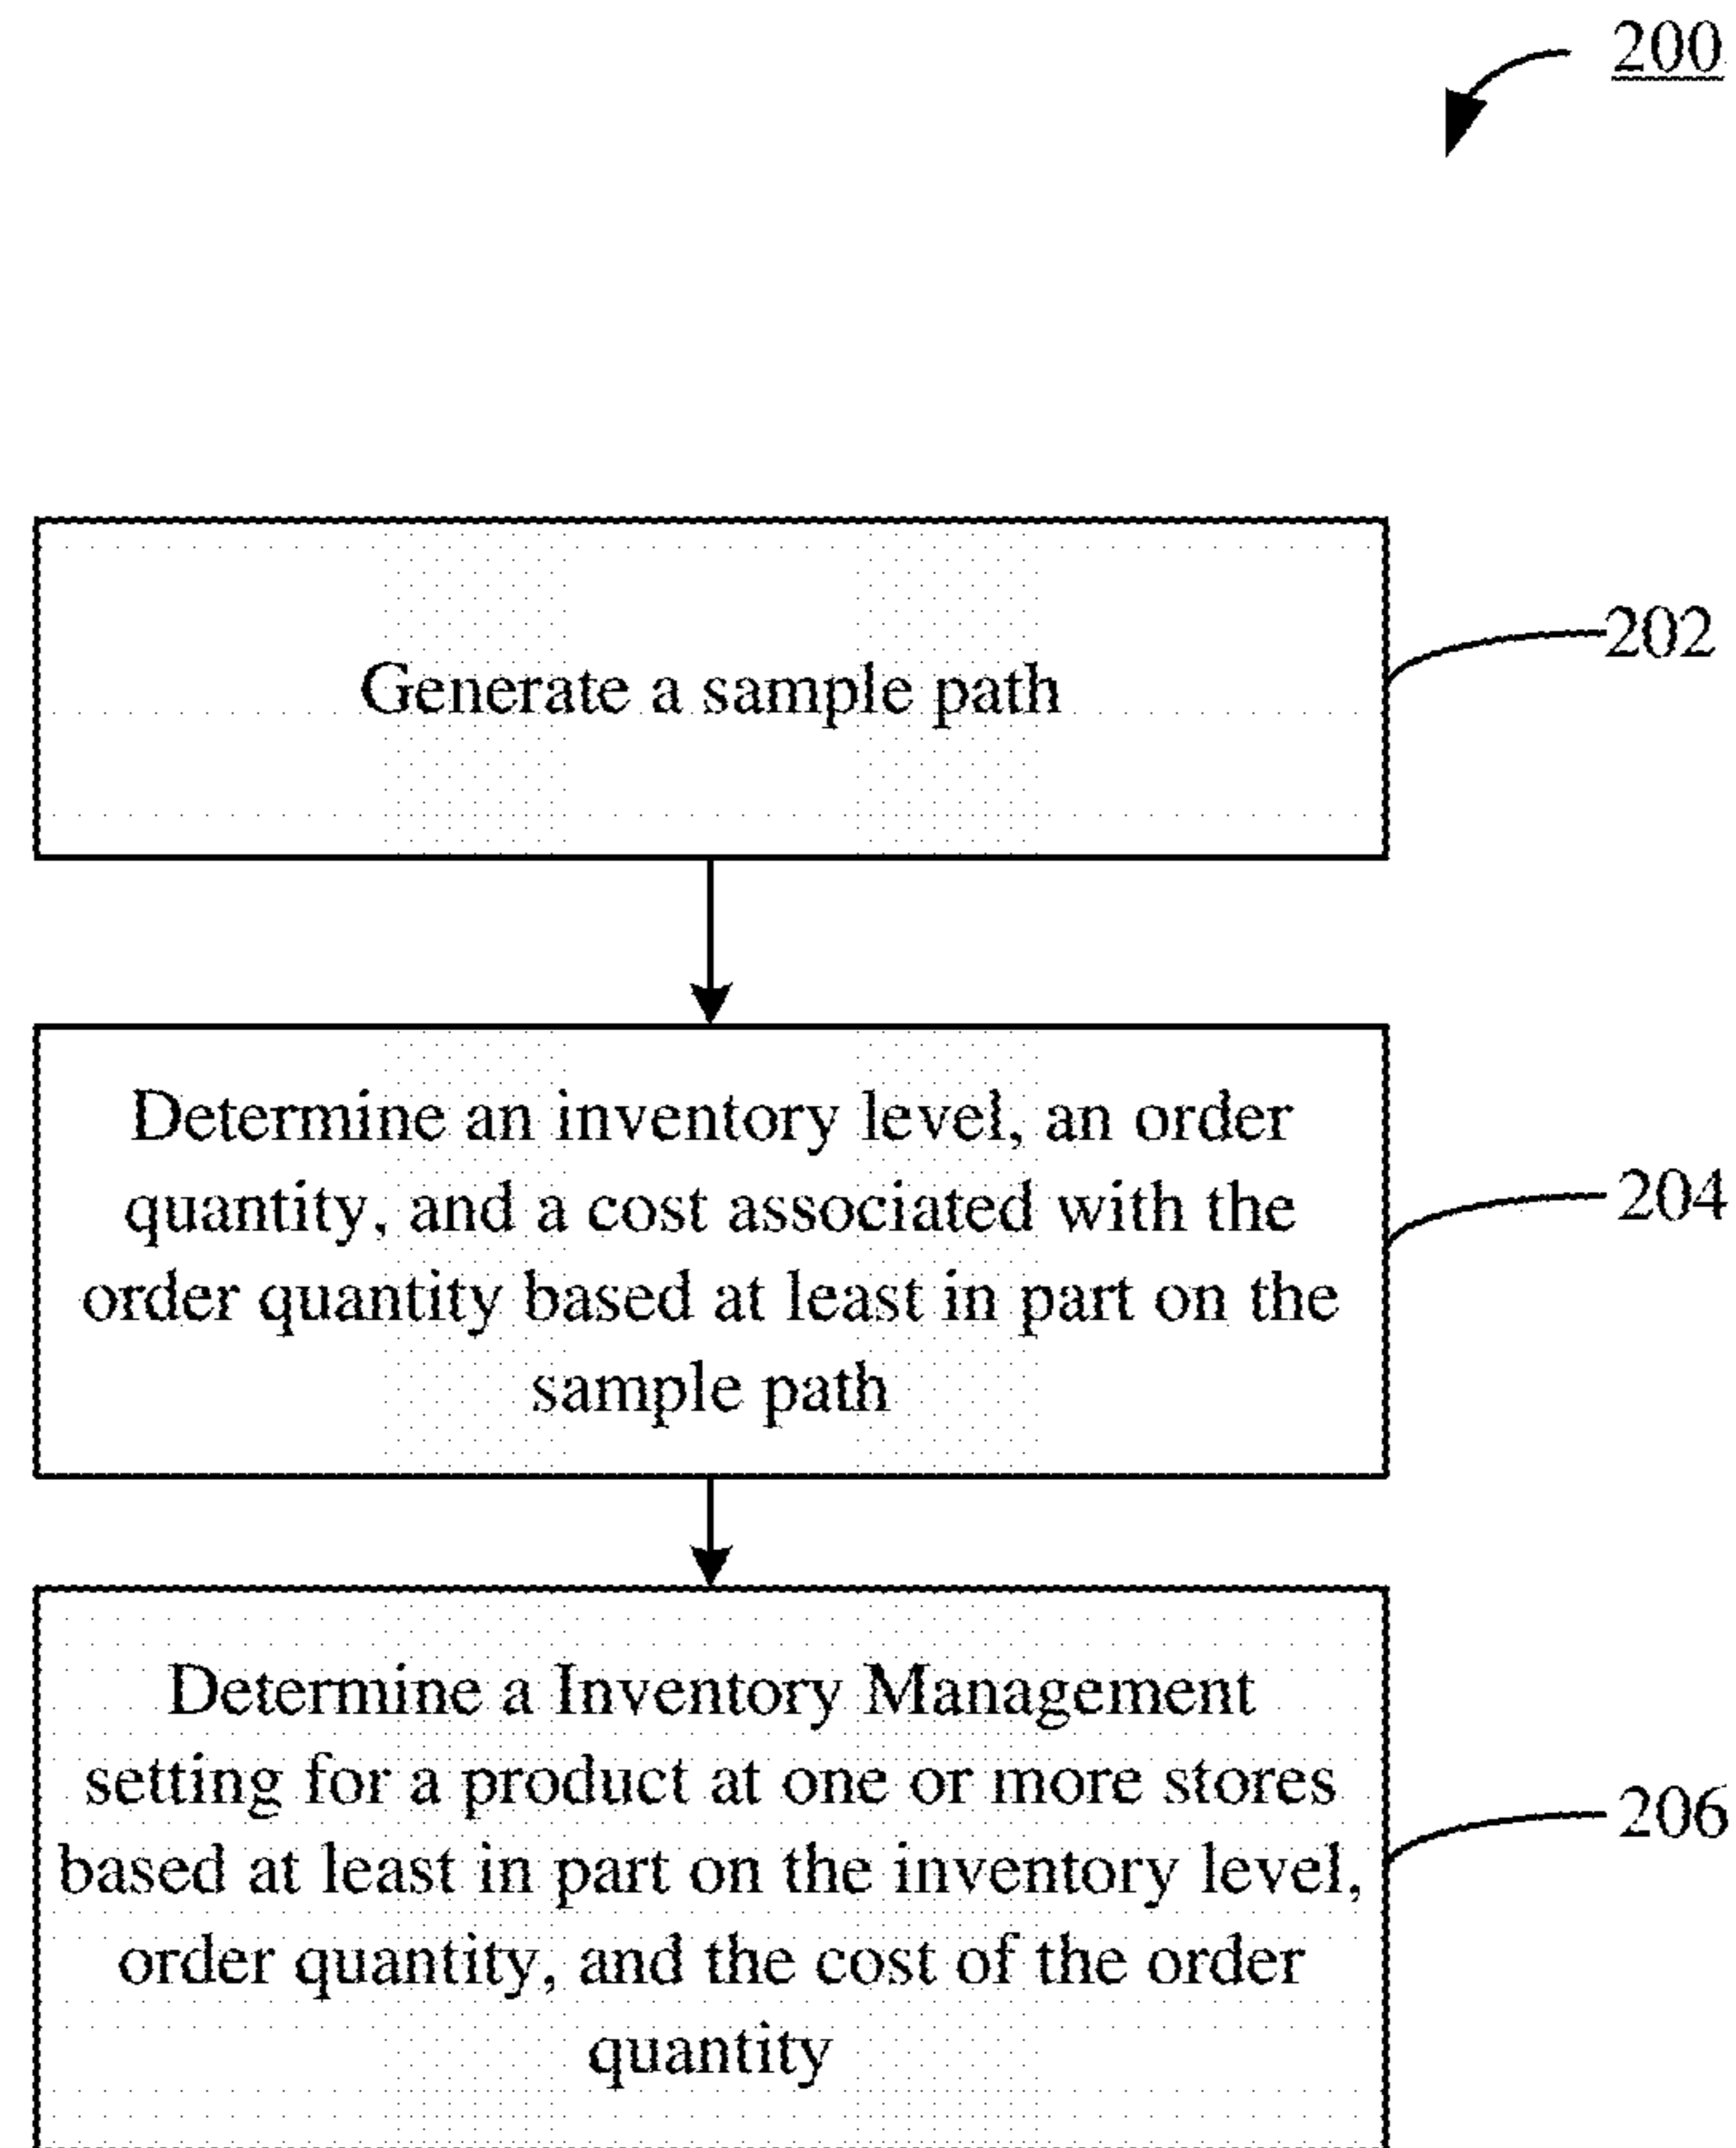 200
Generate a sample path
202
Determine an inventory level, an order
quantity, and a cost associated with the
order quantity based at least in part on the
sample path
204
Determine a Inventory Management
setting for a product at one or more stores
based at least in part on the inventory level,
order quantity, and the cost of the order
quantity
206